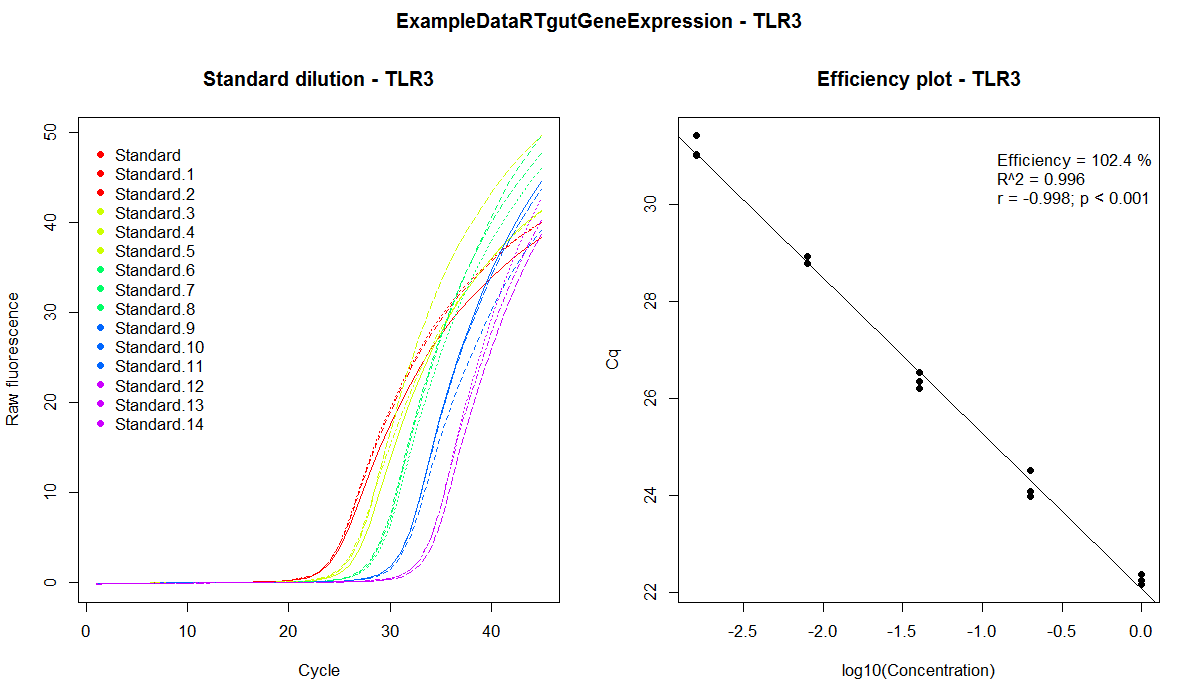 ExampleDataRTgutGeneExpression - TLR3
Standard dilution - TLR3
Raw fluorescence
50
40
30
20
10
0
Standard
Standard.1
Standard.2
Standard.3
Standard.4
Standard.5
Standard.6
Standard.7
Standard.8
Standard.9
Standard.10
Standard.11
Standard.12
Standard.13
Standard.14
0 10 20 30 40
Cycle
Efficiency plot - TLR3
Cq
30
28
26
24
22
Efficiency = 102.4 %
R^2 = 0.996
r = -0.998; p < 0.001
-2.5 -2.0 -1.5 -1.0 -0.5 0.0
log10(Concentration)